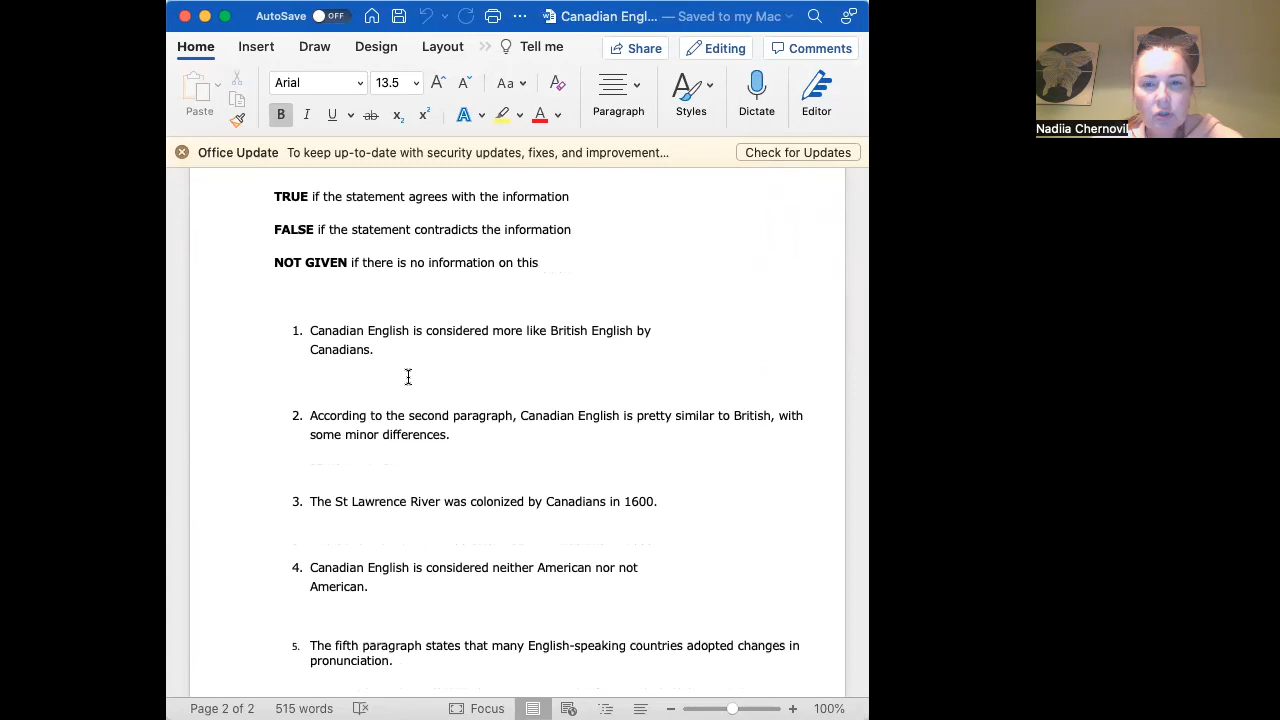 AutoSave OFF Canadian Engl... — Saved to my Mac
Home Insert Draw Design Layout Tell me Share Editing Comments
Paste Arial 13.5 Aa Paragraph Styles Dictate Editor
B I U ab x₂ x² A A
Office Update To keep up-to-date with security updates, fixes, and improvement... Check for Updates
TRUE if the statement agrees with the information
FALSE if the statement contradicts the information
NOT GIVEN if there is no information on this
1. Canadian English is considered more like British English by
Canadians.
2. According to the second paragraph, Canadian English is pretty similar to British, with
some minor differences.
3. The St Lawrence River was colonized by Canadians in 1600.
4. Canadian English is considered neither American nor not
American.
5. The fifth paragraph states that many English-speaking countries adopted changes in
pronunciation.
Page 2 of 2 515 words Focus 100%
Nadiia Chernovil